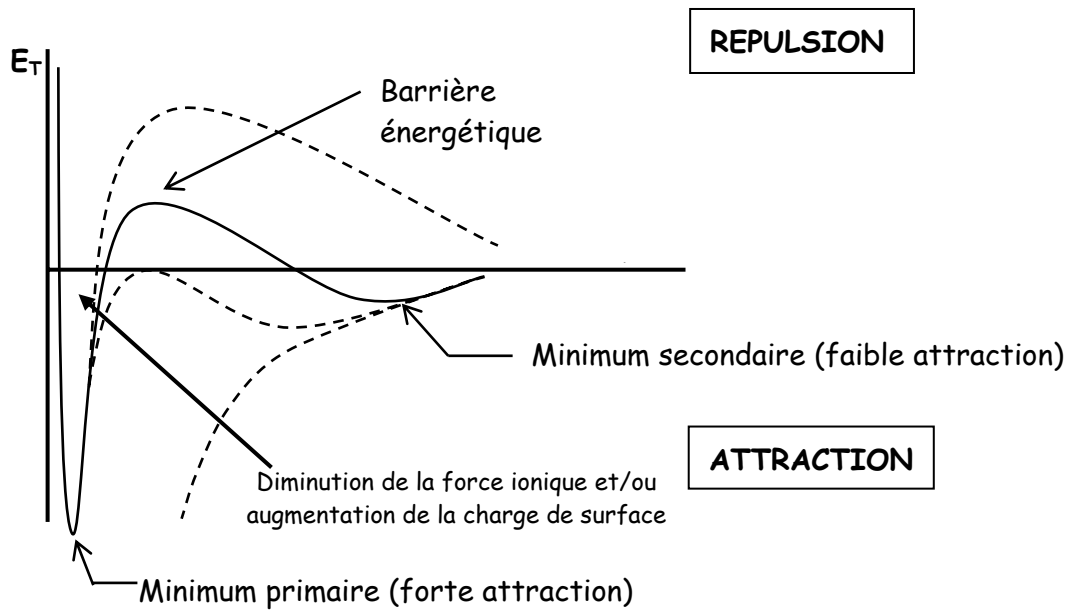 REPULSION
E_T
Barrière
énergétique
Minimum secondaire (faible attraction)
ATTRACTION
Diminution de la force ionique et/ou
augmentation de la charge de surface
Minimum primaire (forte attraction)